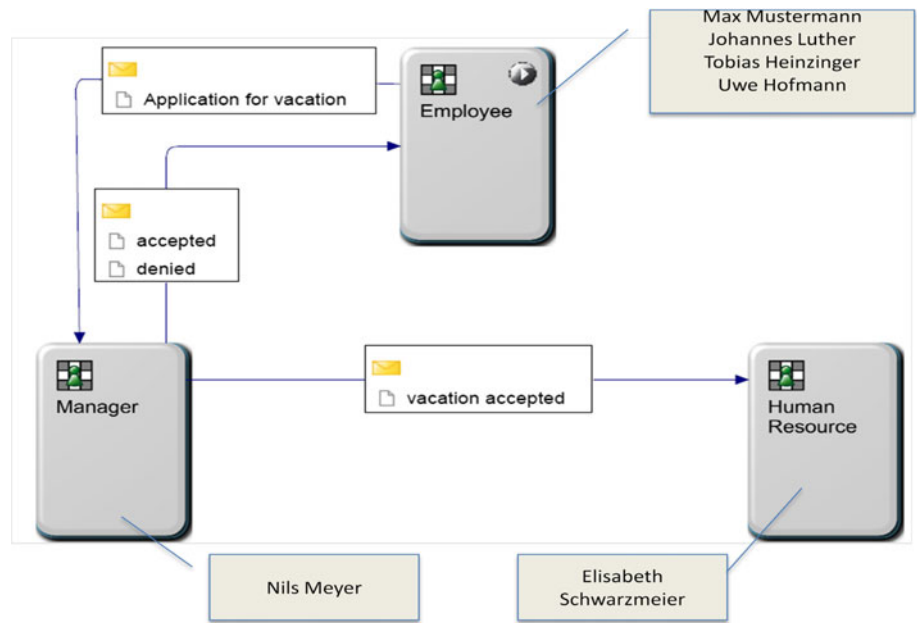 Max Mustermann
Johannes Luther
Tobias Heinzinger
Uwe Hofmann
Application for vacation
Employee
accepted
denied
Manager
vacation accepted
Human
Resource
Nils Meyer
Elisabeth
Schwarzmeier